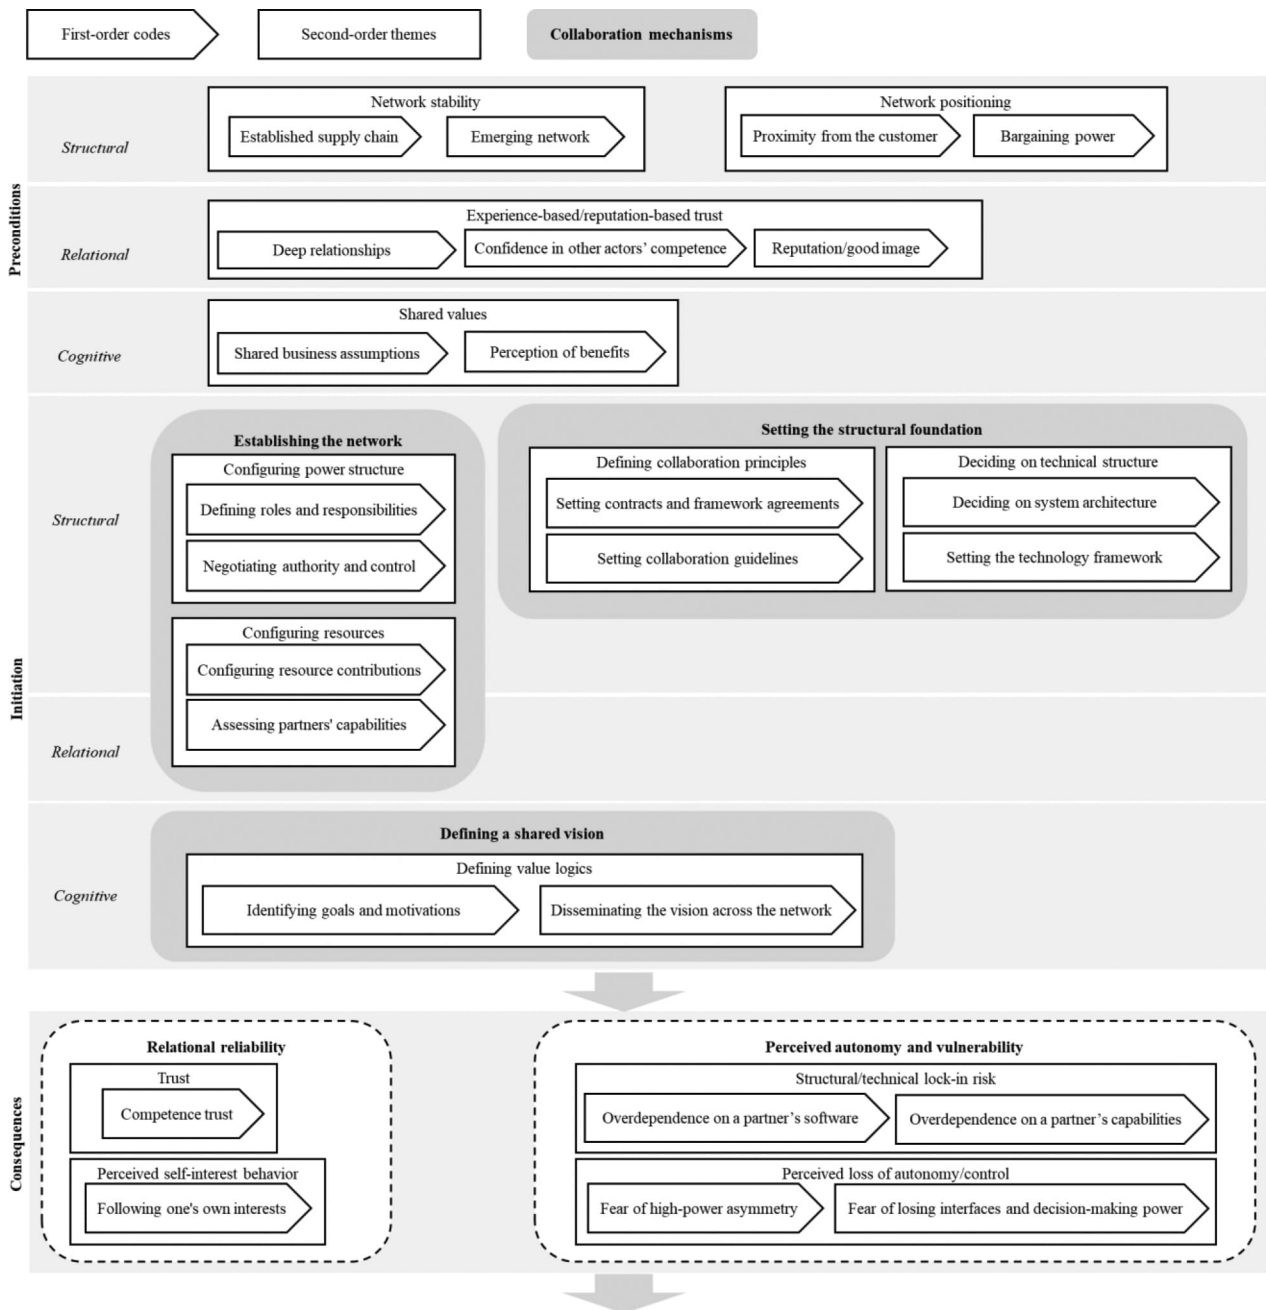 First-order codes
Second-order themes
Collaboration mechanisms
Preconditions
Structural
Network stability
Established supply chain
Emerging network
Network positioning
Proximity from the customer
Bargaining power
Relational
Experience-based/reputation-based trust
Deep relationships
Confidence in other actors' competence
Reputation/good image
Cognitive
Shared values
Shared business assumptions
Perception of benefits
Initiation
Structural
Establishing the network
Configuring power structure
Defining roles and responsibilities
Negotiating authority and control
Configuring resources
Configuring resource contributions
Assessing partners' capabilities
Setting the structural foundation
Defining collaboration principles
Setting contracts and framework agreements
Setting collaboration guidelines
Deciding on technical structure
Deciding on system architecture
Setting the technology framework
Relational
Cognitive
Defining a shared vision
Defining value logics
Identifying goals and motivations
Disseminating the vision across the network
Consequences
Relational reliability
Trust
Competence trust
Perceived self-interest behavior
Following one's own interests
Perceived autonomy and vulnerability
Structural/technical lock-in risk
Overdependence on a partner's software
Overdependence on a partner's capabilities
Perceived loss of autonomy/control
Fear of high-power asymmetry
Fear of losing interfaces and decision-making power